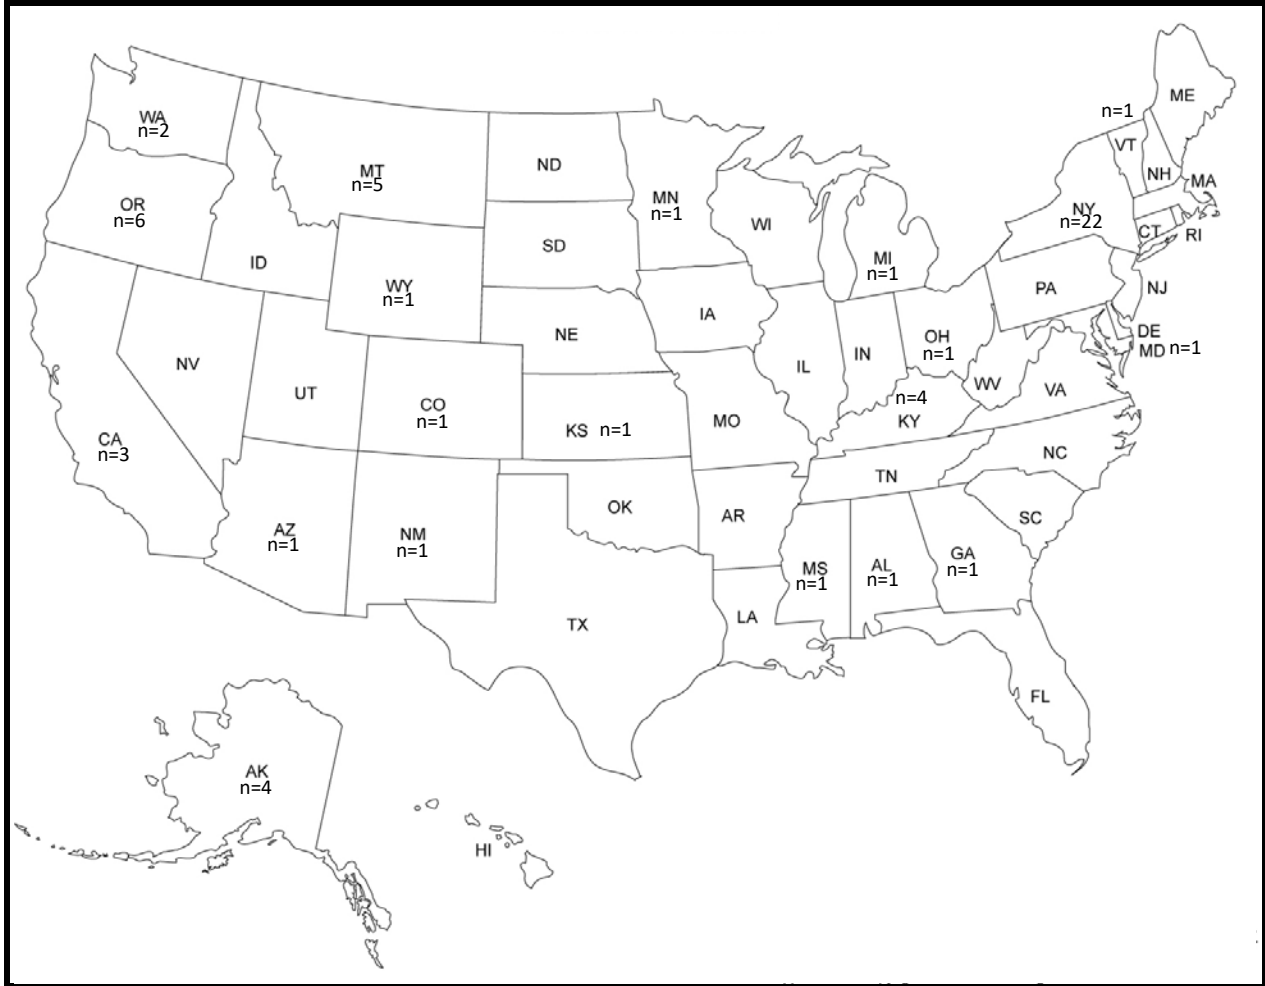 ME
n=1
WA
n=2
VT
MT
n=5
ND
NH
MA
MN
n=1
OR
n=6
NY
n=22
WI
CT
RI
SD
ID
MI
n=1
WY
n=1
PA
NJ
IA
NE
DE
OH
n=1
MD n=1
NV
UT
IL
IN
WV
VA
n=4
KY
CO
n=1
KS n=1
MO
CA
n=3
NC
TN
OK
AR
SC
AZ
n=1
NM
n=1
GA
n=1
MS
n=1
AL
n=1
LA
TX
FL
AK
n=4
HI